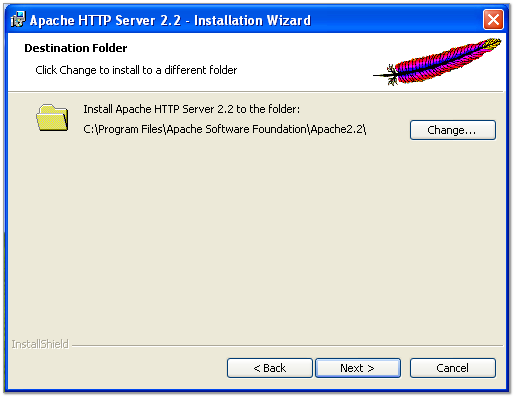 Apache HTTP Server 2.2 - Installation Wizard
Destination Folder
Click Change to install to a different folder
Install Apache HTTP Server 2.2 to the folder:
C:\Program Files\Apache Software Foundation\Apache2.2\
Change...
InstallShield
< Back
Next >
Cancel